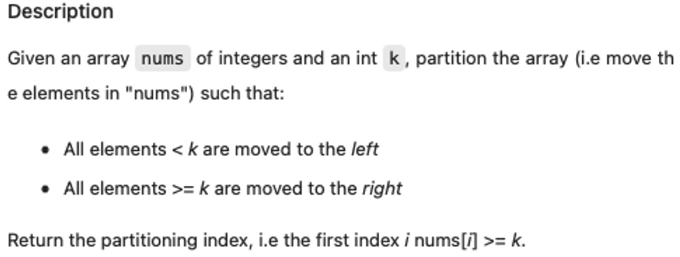 Description
Given an array nums of integers and an int k, partition the array (i.e move th
e elements in "nums") such that:
• All elements < k are moved to the left
• All elements >= k are moved to the right
Return the partitioning index, i.e the first index i nums[i] >= k.